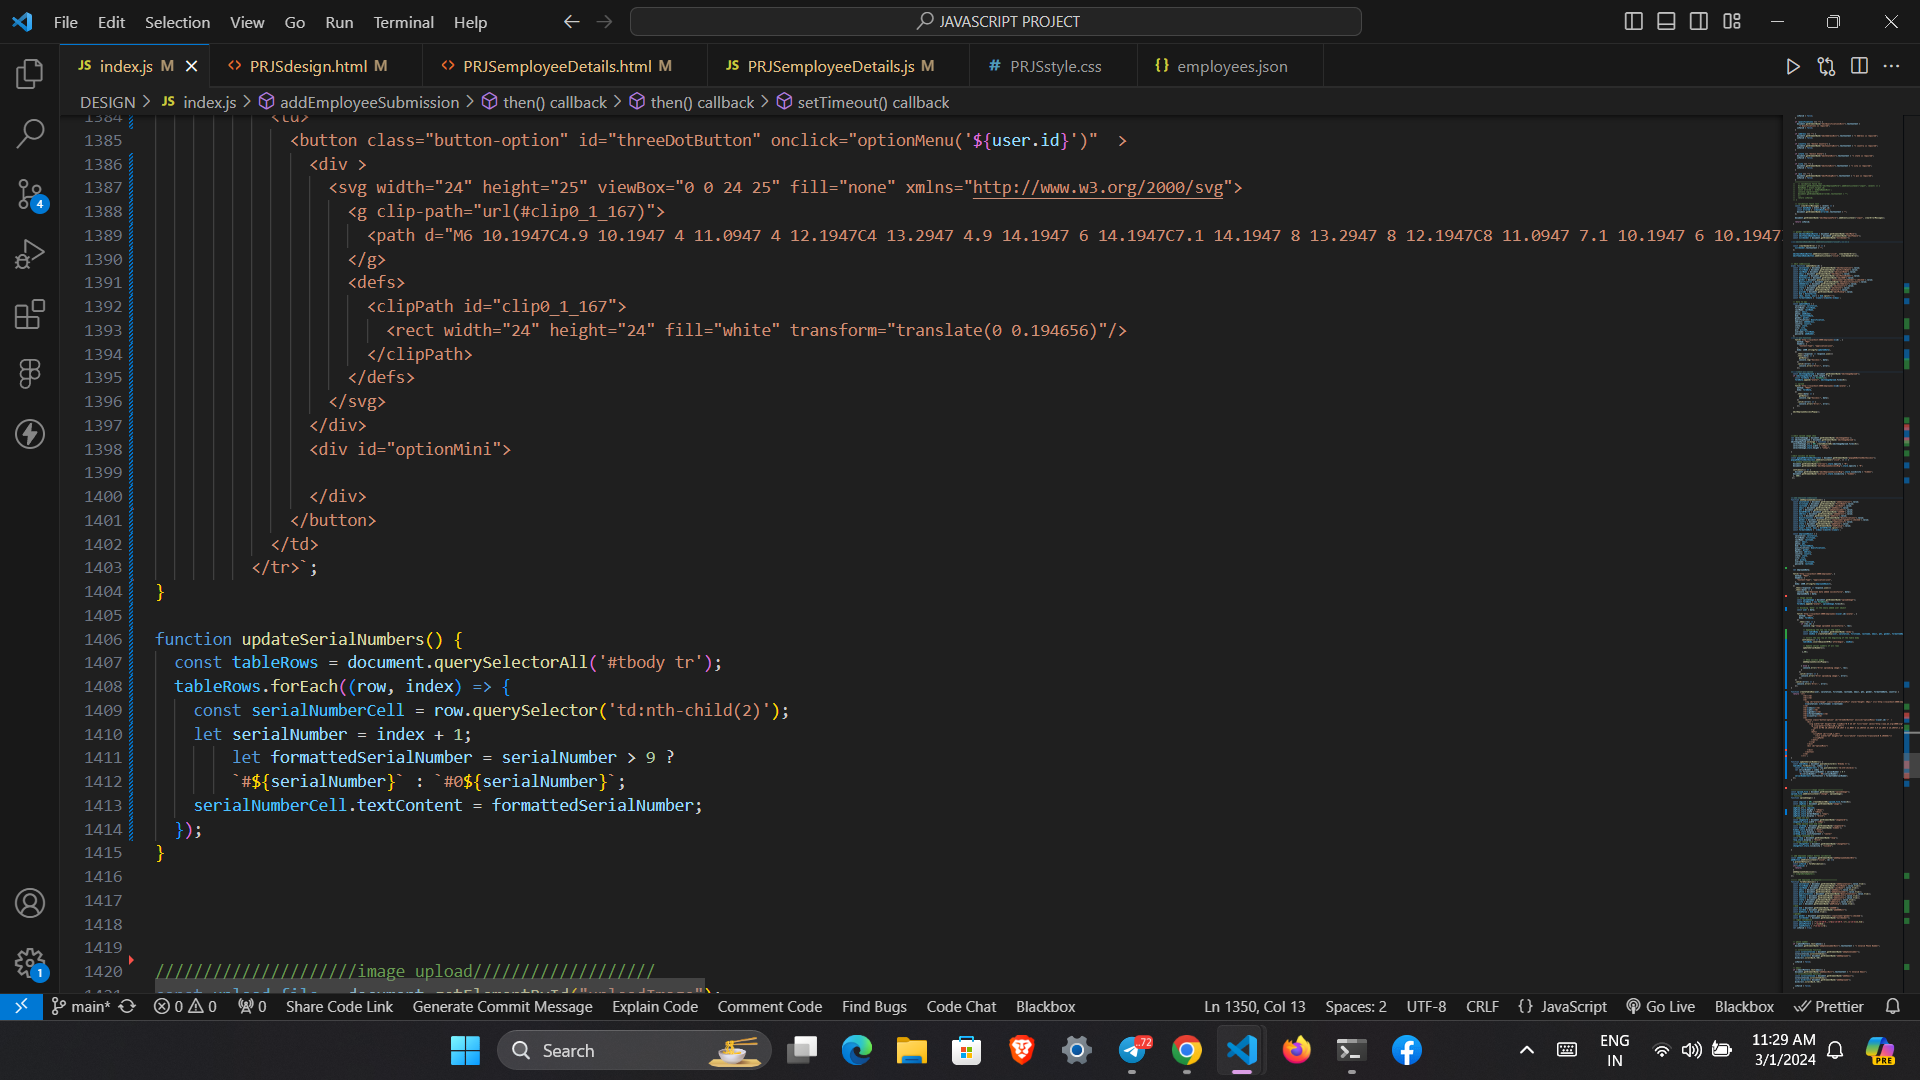 File Edit Selection View Go Run Terminal Help JAVASCRIPT PROJECT
JS index.js M PRJSdesign.html M PRJSemployeeDetails.html M JS PRJSemployeeDetails.js M # PRJSstyle.css {} employees.json
DESIGN > JS index.js > addEmployeeSubmission > then() callback > then() callback > setTimeout() callback
1384 <td>
1385 <button class="button-option" id="threeDotButton" onclick="optionMenu('${user.id}')" >
1386 <div >
1387 <svg width="24" height="25" viewBox="0 0 24 25" fill="none" xmlns="http://www.w3.org/2000/svg">
1388 <g clip-path="url(#clip0_1_167)">
1389 <path d="M6 10.1947C4.9 10.1947 4 11.0947 4 12.1947C4 13.2947 4.9 14.1947 6 14.1947C7.1 14.1947 8 13.2947 8 12.1947C8 11.0947 7.1 10.1947 6 10.1947
1390 </g>
1391 <defs>
1392 <clipPath id="clip0_1_167">
1393 <rect width="24" height="24" fill="white" transform="translate(0 0.194656)"/>
1394 </clipPath>
1395 </defs>
1396 </svg>
1397 </div>
1398 <div id="optionMini">
1399
1400 </div>
1401 </button>
1402 </td>
1403 </tr>`;
1404 }
1405
1406 function updateSerialNumbers() {
1407 const tableRows = document.querySelectorAll('#tbody tr');
1408 tableRows.forEach((row, index) => {
1409 const serialNumberCell = row.querySelector('td:nth-child(2)');
1410 let serialNumber = index + 1;
1411 let formattedSerialNumber = serialNumber > 9 ?
1412 `#${serialNumber}` : `#0${serialNumber}`;
1413 serialNumberCell.textContent = formattedSerialNumber;
1414 });
1415 }
1416
1417
1418
1419
1420 /////////////////////image upload///////////////////
1421 const upload_file = document.getElementById("uploadImage");
4
1
main* 0 0 0 Share Code Link Generate Commit Message Explain Code Comment Code Find Bugs Code Chat Blackbox Ln 1350, Col 13 Spaces: 2 UTF-8 CRLF {} JavaScript Go Live Blackbox Prettier
Search 72 ENG IN 11:29 AM 3/1/2024 PRE